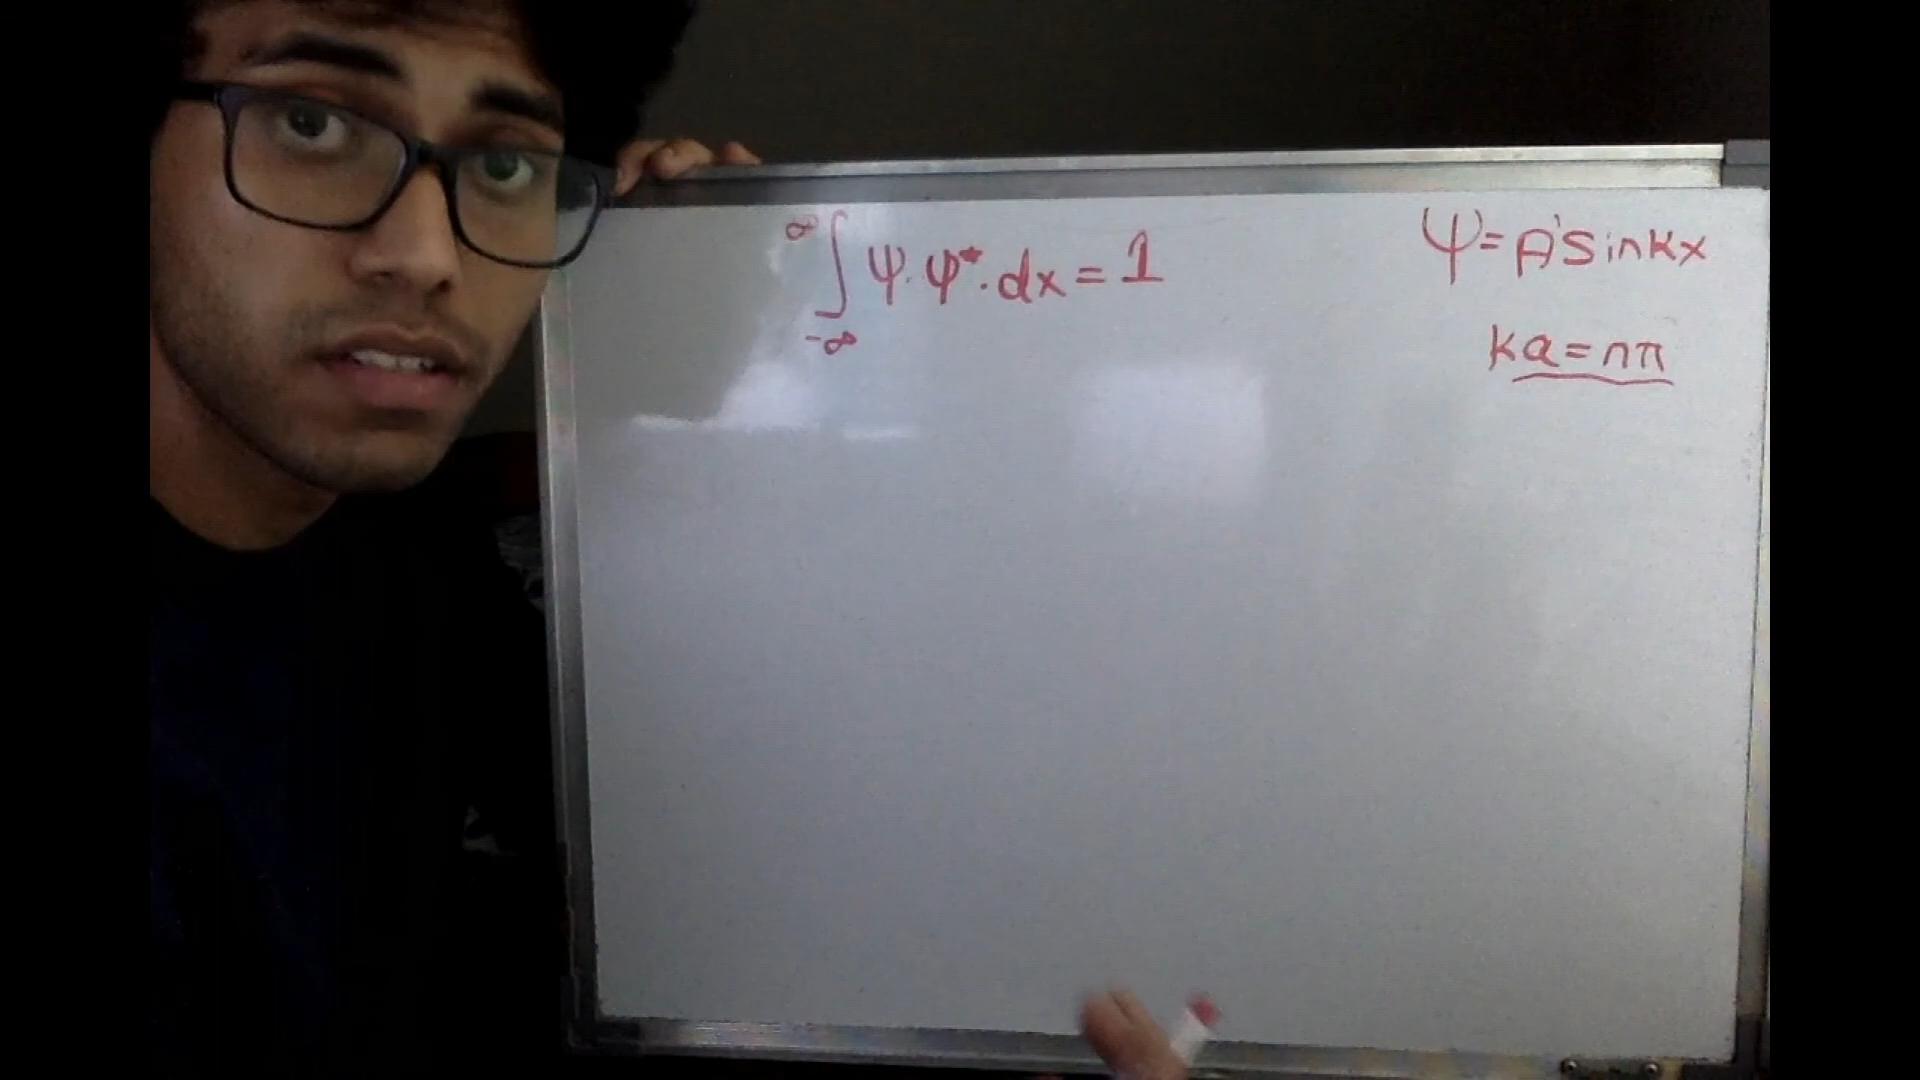 ∞∫-∞ ψ·ψ*·dx = 1
ψ = A'sinkx
ka = nπ